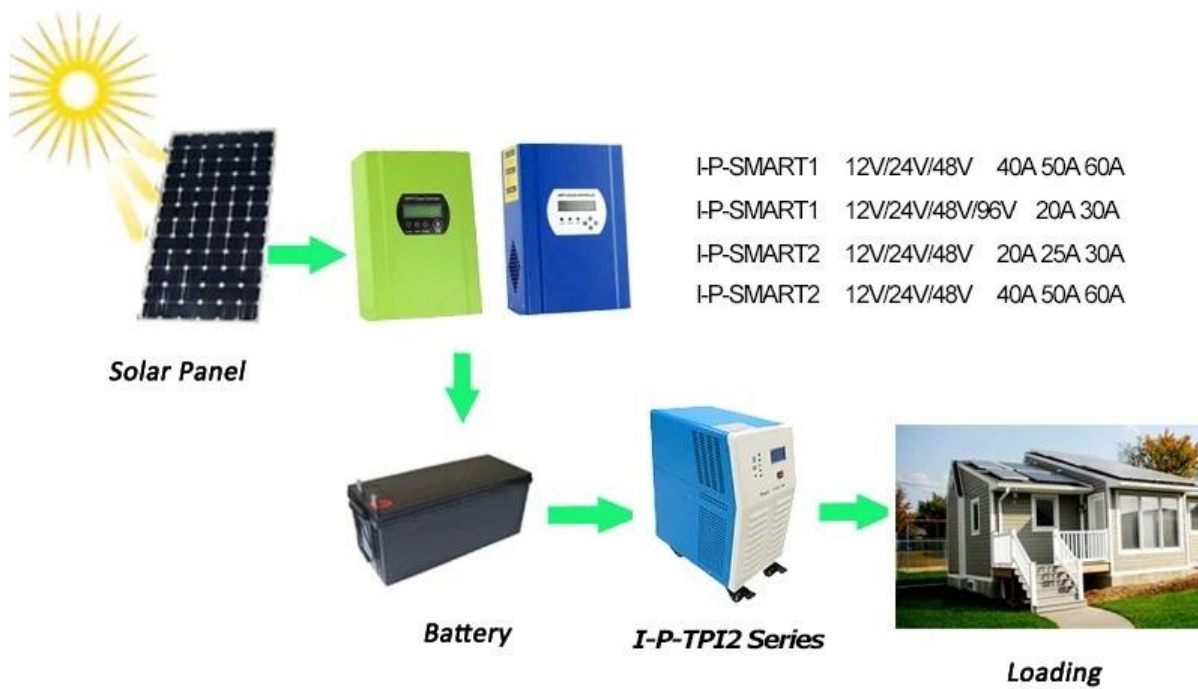 I-P-SMART1 12V/24V/48V 40A 50A 60A
I-P-SMART1 12V/24V/48V/96V 20A 30A
I-P-SMART2 12V/24V/48V 20A 25A 30A
I-P-SMART2 12V/24V/48V 40A 50A 60A
Solar Panel
Battery
I-P-TPI2 Series
Loading